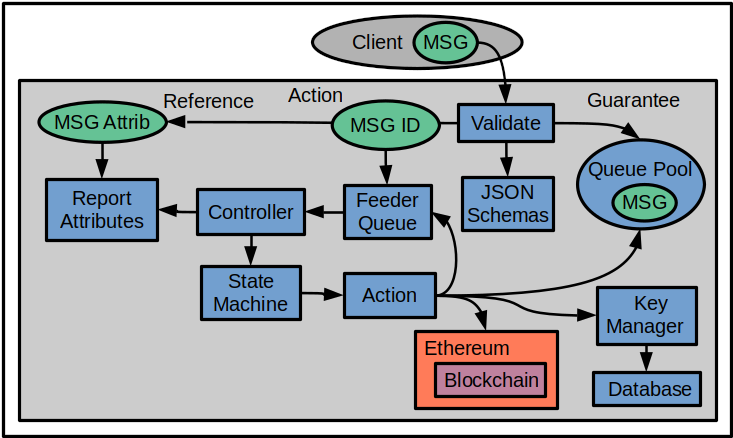 Client MSG
Reference
Action
Guarantee
MSG Attrib
MSG ID
Validate
Queue Pool
MSG
Report
Attributes
Controller
Feeder
Queue
JSON
Schemas
State
Machine
Action
Key
Manager
Ethereum
Blockchain
Database